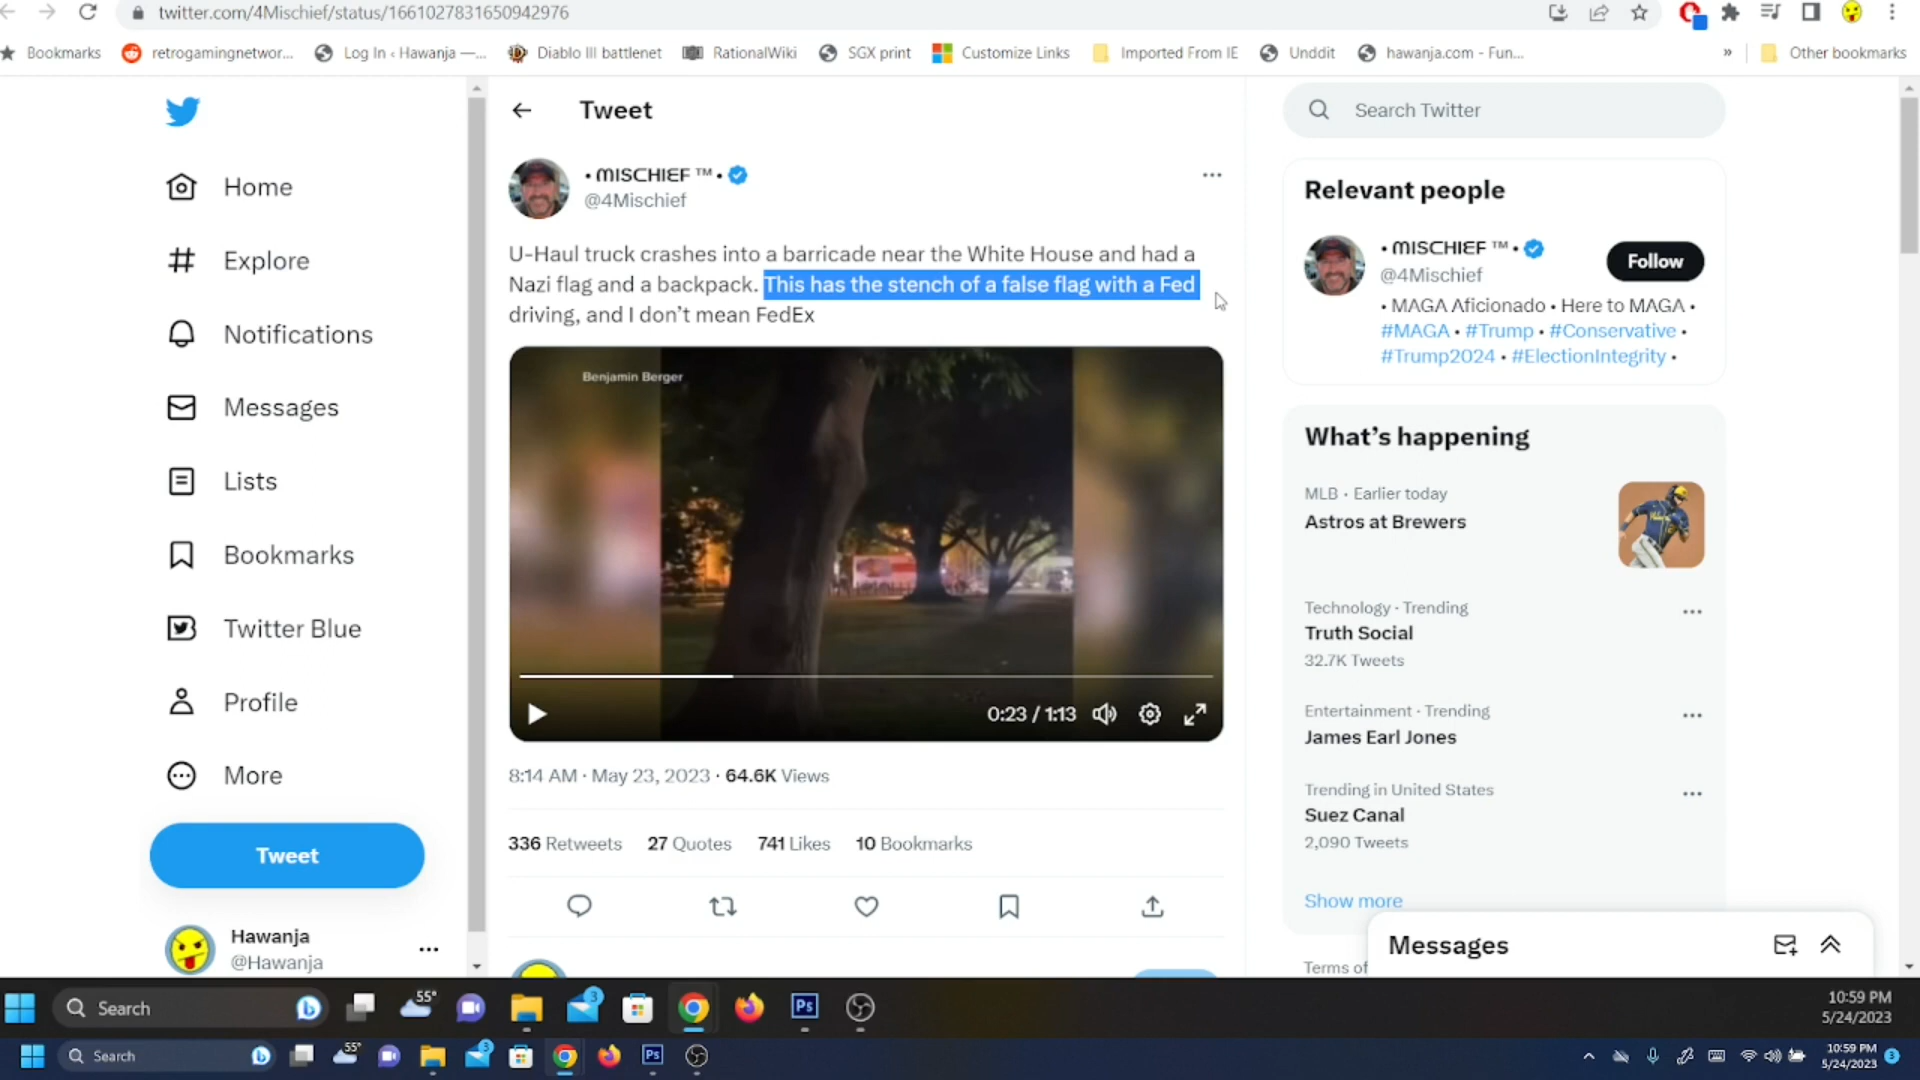 twitter.com/4Mischief/status/1661027831650942976
Bookmarks
retrogamingnetwor...
Log In ‹ Hawanja —...
Diablo III battlenet
RationalWiki
SGX print
Customize Links
Imported From IE
Unddit
hawanja.com - Fun...
»
Other bookmarks
Home
Explore
Notifications
Messages
Lists
Bookmarks
Twitter Blue
Profile
More
Tweet
Hawanja
@Hawanja
Tweet
• MISCHIEF ™ •
@4Mischief
U-Haul truck crashes into a barricade near the White House and had a
Nazi flag and a backpack. This has the stench of a false flag with a Fed
driving, and I don’t mean FedEx
Benjamin Berger
0:23 / 1:13
8:14 AM · May 23, 2023 · 64.6K Views
336 Retweets 27 Quotes 741 Likes 10 Bookmarks
Search Twitter
Relevant people
• MISCHIEF ™ •
@4Mischief
Follow
• MAGA Aficionado • Here to MAGA •
#MAGA • #Trump • #Conservative •
#Trump2024 • #ElectionIntegrity •
What’s happening
MLB · Earlier today
Astros at Brewers
Technology · Trending
Truth Social
32.7K Tweets
Entertainment · Trending
James Earl Jones
Trending in United States
Suez Canal
2,090 Tweets
Show more
Messages
Terms of
Search
55°
3
Ps
10:59 PM
5/24/2023
Search
55°
3
Ps
10:59 PM
5/24/2023
3